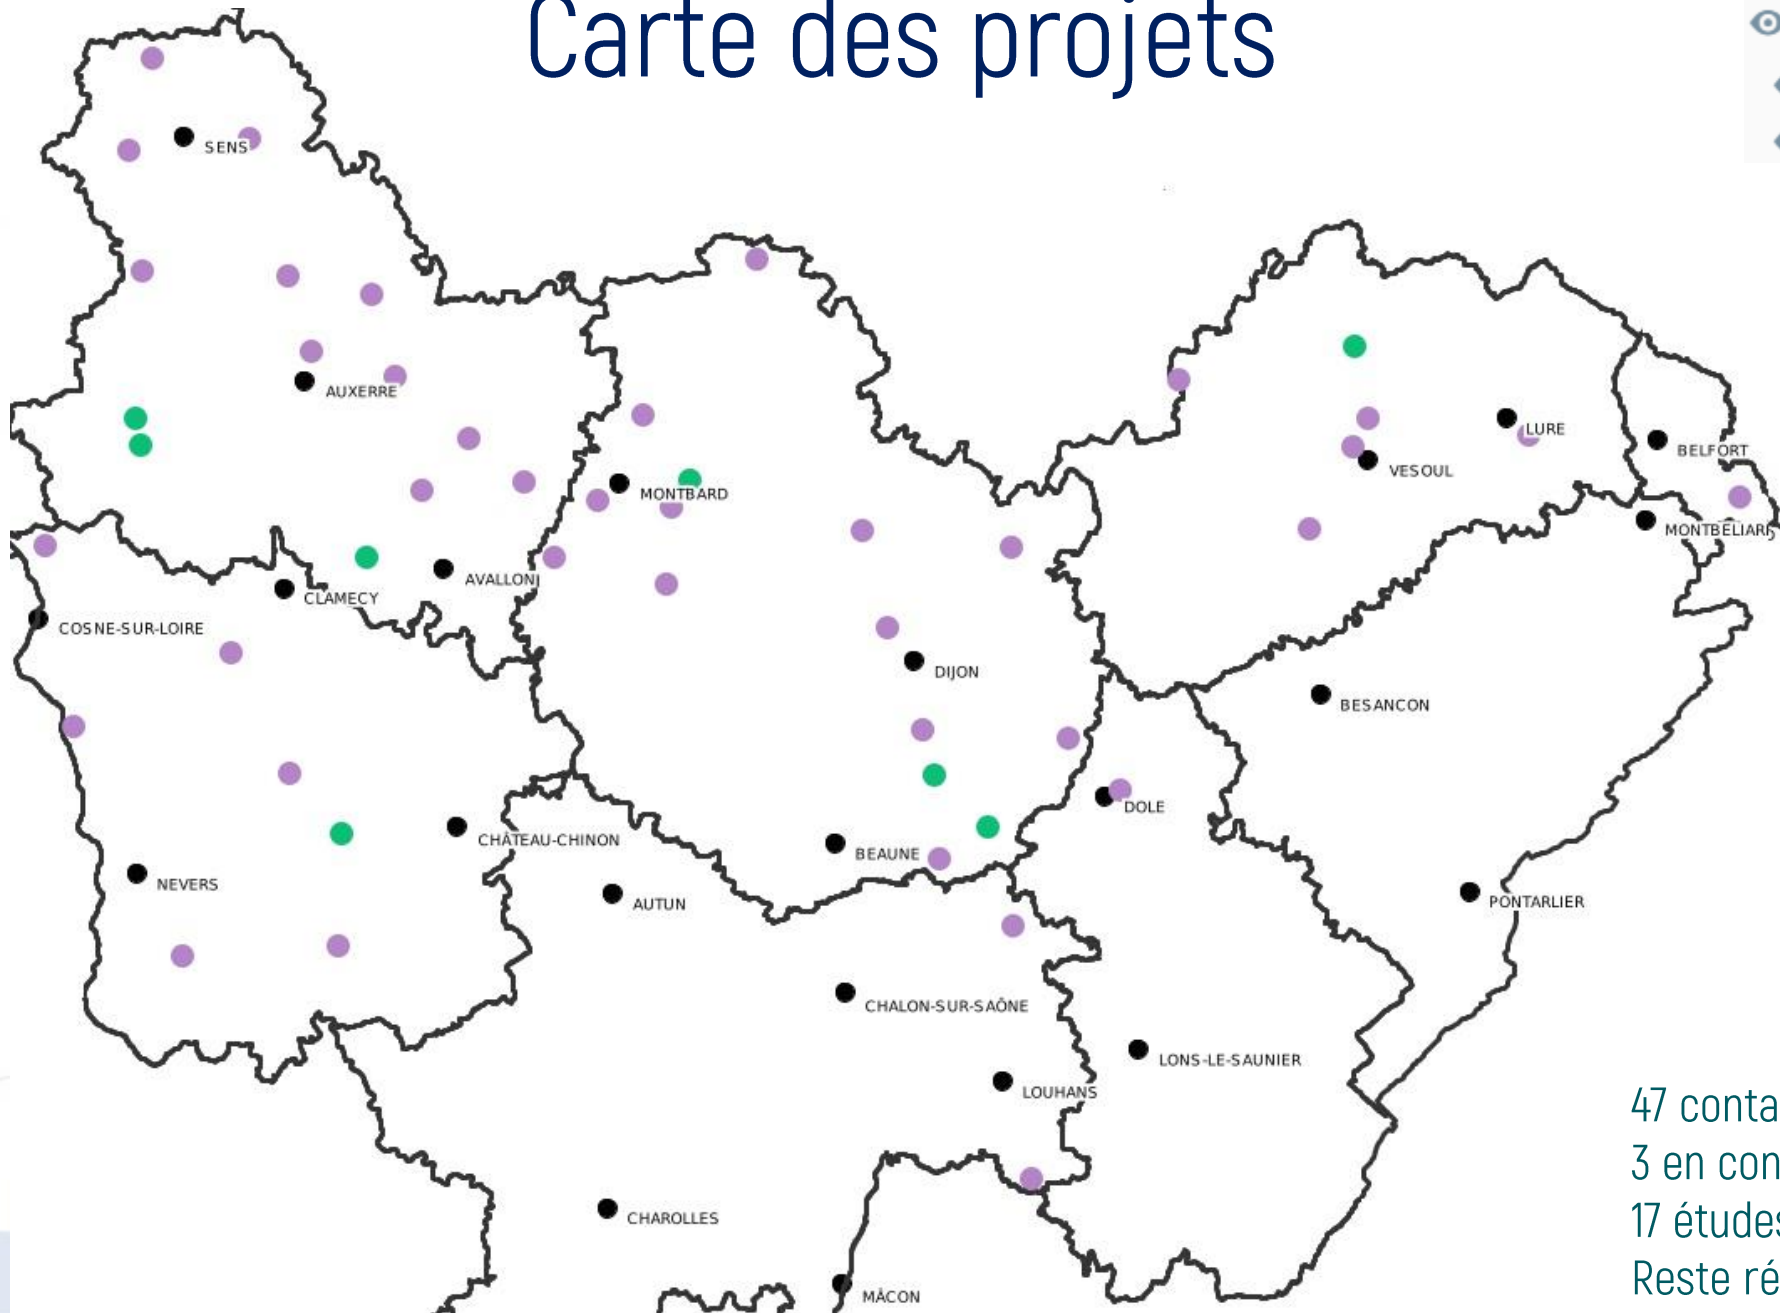 Carte des projets
SENS
AUXERRE
LURE
BELFORT
VESOUL
MONTBARD
MONTBELIARD
AVALLON
CLAMECY
COSNE-SUR-LOIRE
DIJON
BESANCON
DOLE
CHÂTEAU-CHINON
BEAUNE
NEVERS
AUTUN
PONTARLIER
CHALON-SUR-SAÔNE
LONS-LE-SAUNIER
LOUHANS
CHAROLLES
MÂCON
47 conta
3 en con
17 études
Reste ré